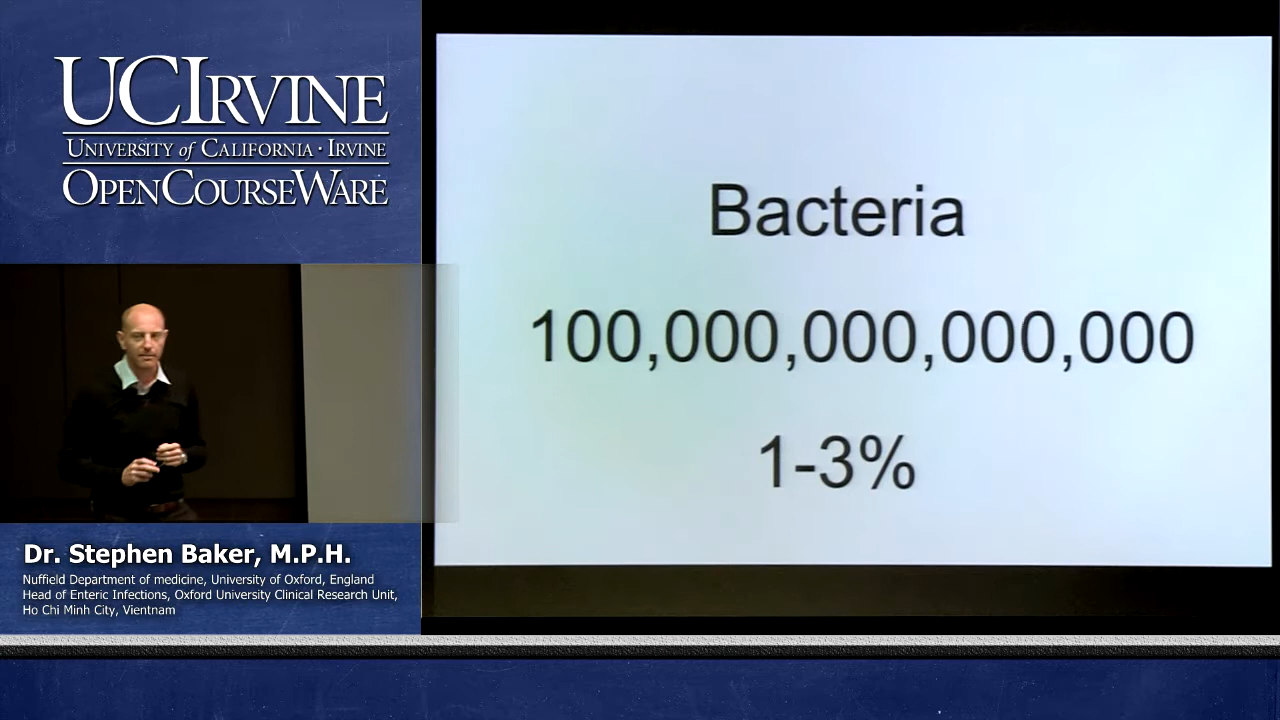 UCIRVINE
UNIVERSITY of CALIFORNIA · IRVINE
OPENCOURSEWARE
Bacteria
100,000,000,000,000
1-3%
Dr. Stephen Baker, M.P.H.
Nuffield Department of medicine, University of Oxford, England
Head of Enteric Infections, Oxford University Clinical Research Unit,
Ho Chi Minh City, Vientnam